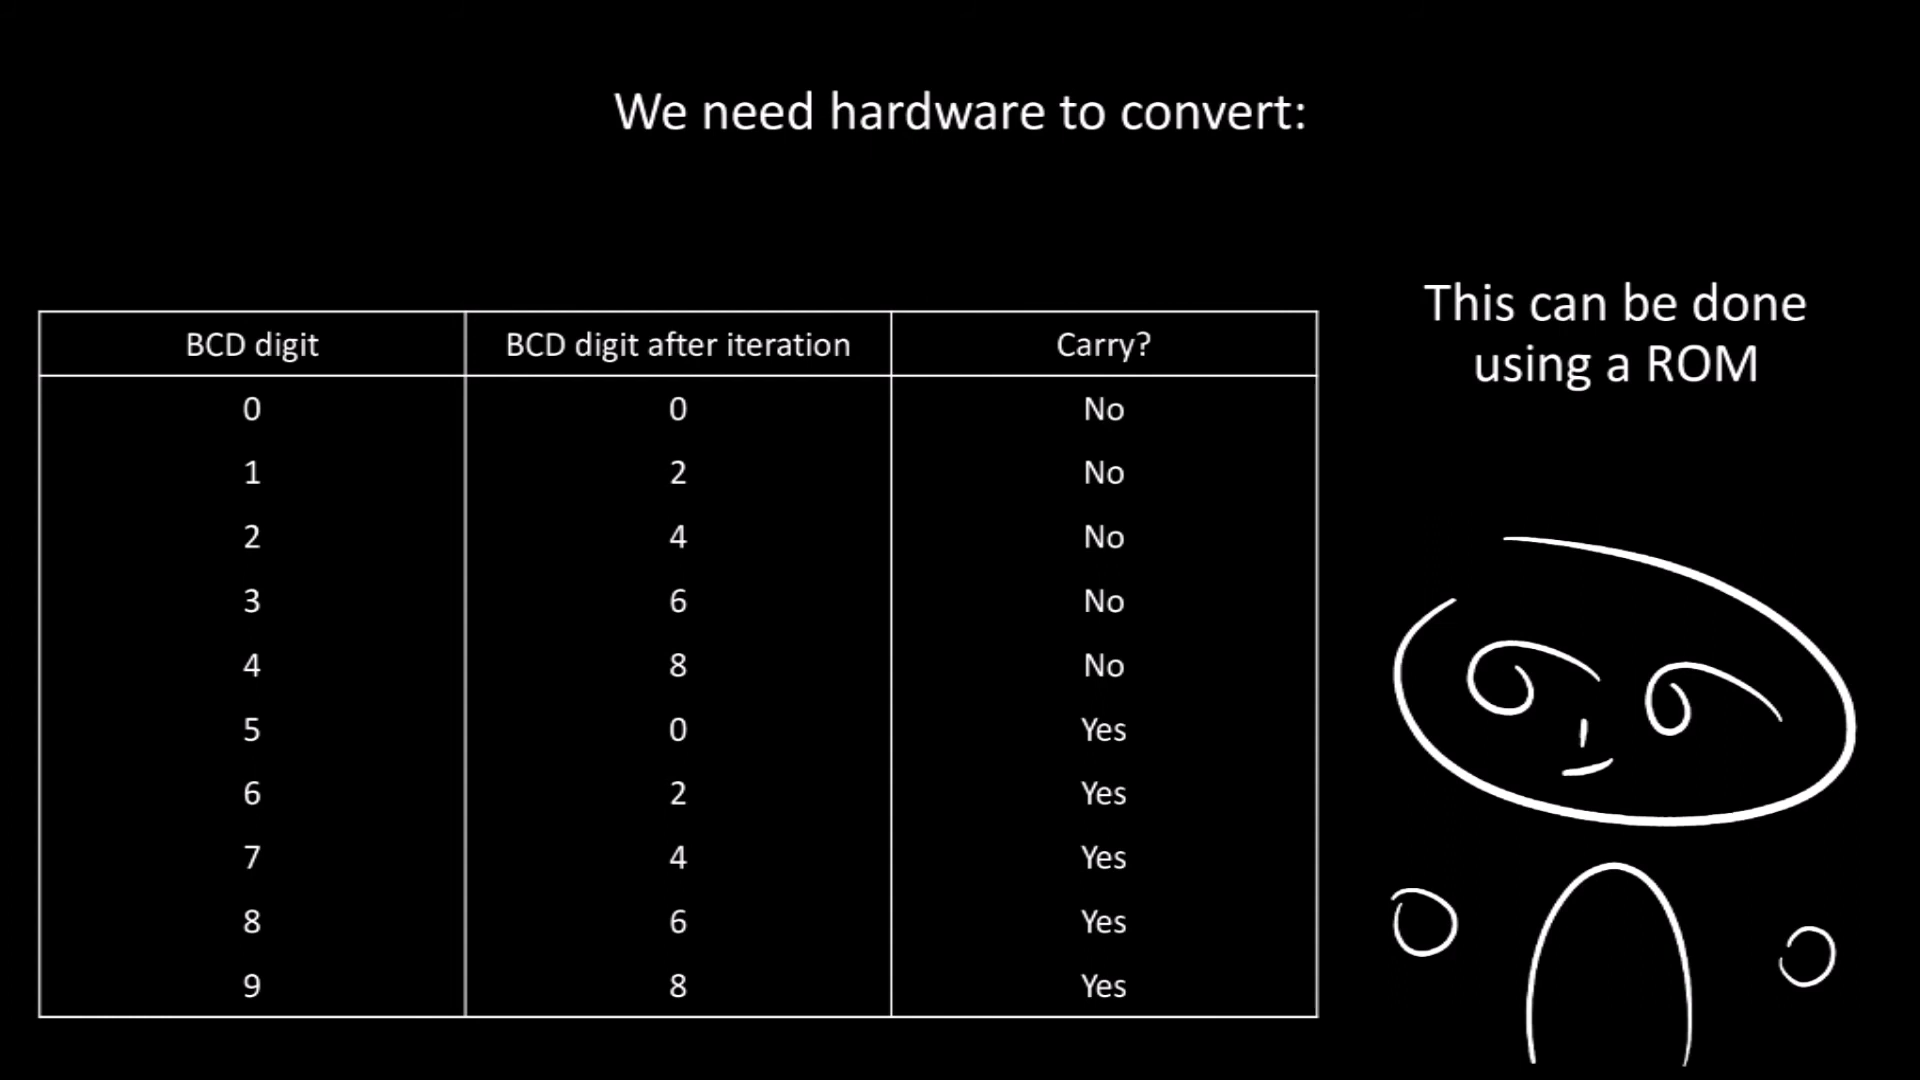 We need hardware to convert:
This can be done
using a ROM
BCD digit BCD digit after iteration Carry?
0 0 No
1 2 No
2 4 No
3 6 No
4 8 No
5 0 Yes
6 2 Yes
7 4 Yes
8 6 Yes
9 8 Yes